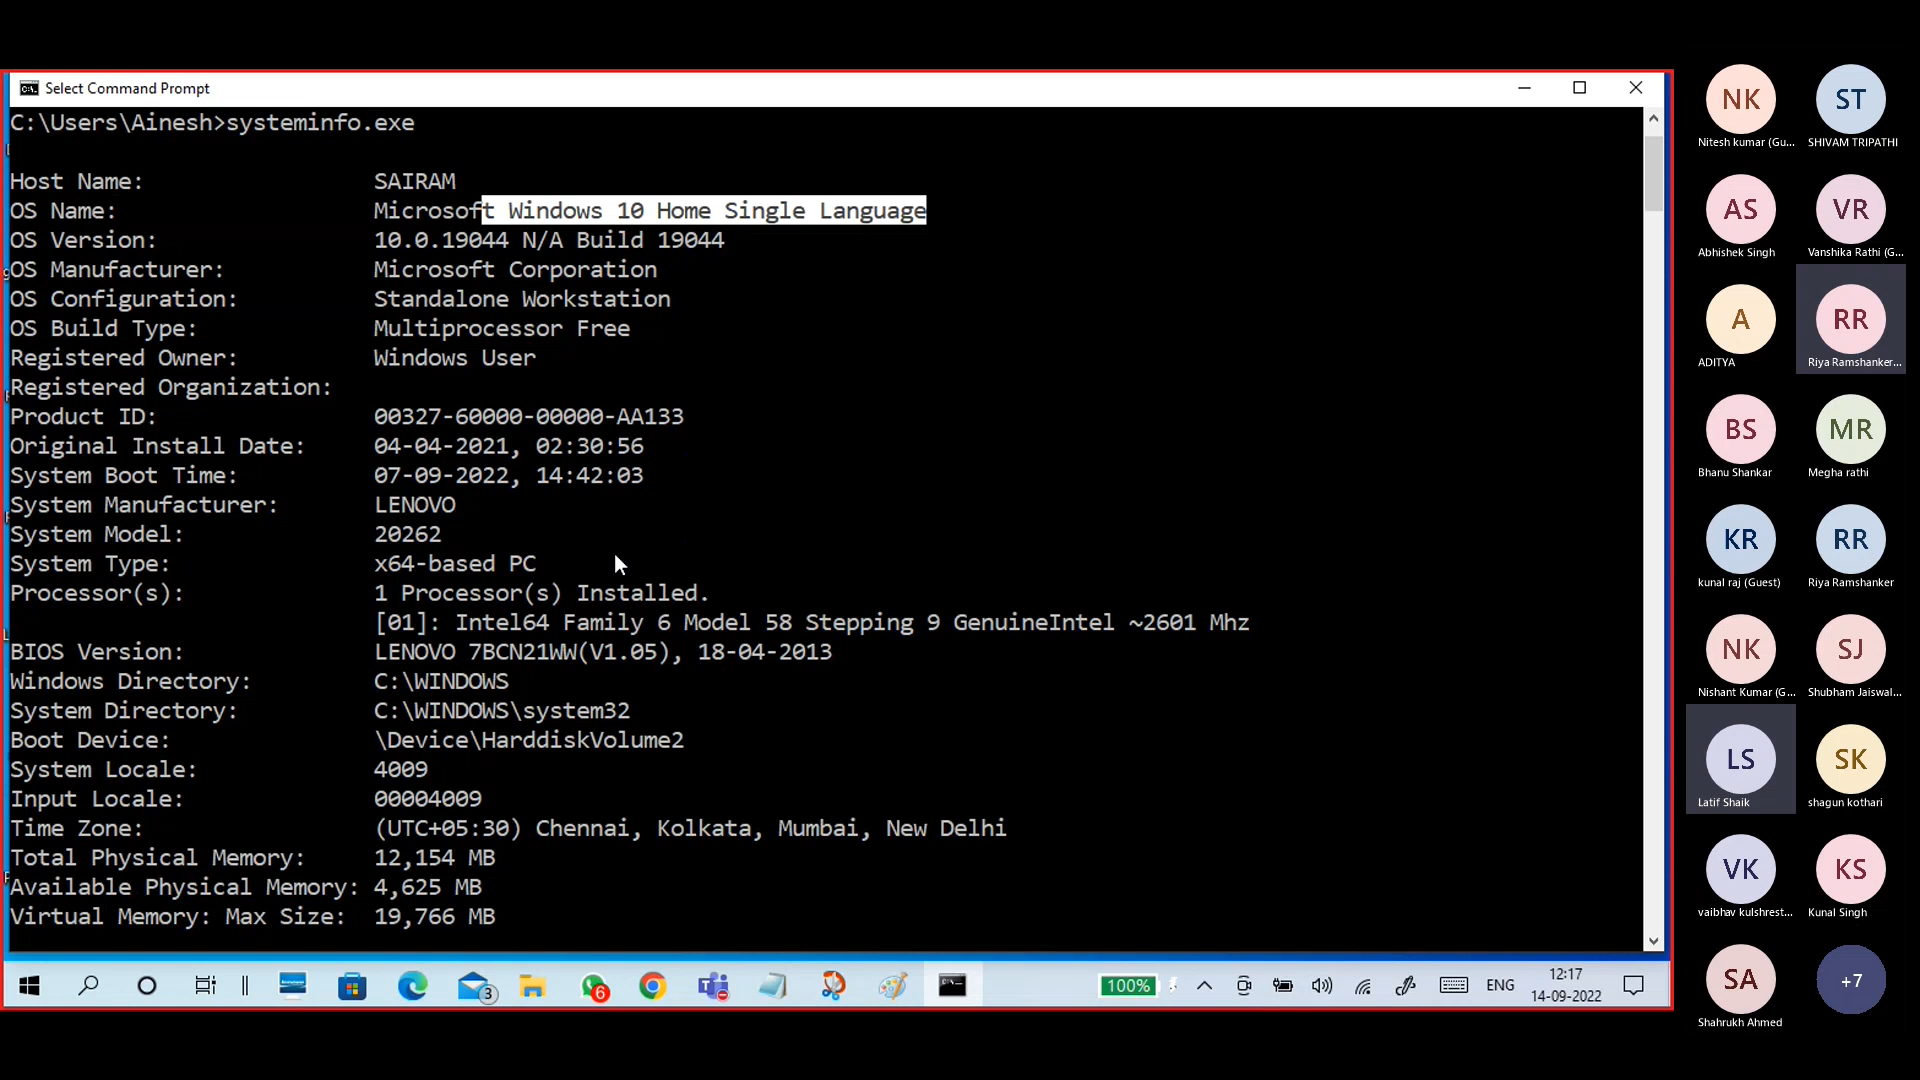 Select Command Prompt
C:\Users\Ainesh>systeminfo.exe
Host Name: SAIRAM
OS Name: Microsoft Windows 10 Home Single Language
OS Version: 10.0.19044 N/A Build 19044
OS Manufacturer: Microsoft Corporation
OS Configuration: Standalone Workstation
OS Build Type: Multiprocessor Free
Registered Owner: Windows User
Registered Organization:
Product ID: 00327-60000-00000-AA133
Original Install Date: 04-04-2021, 02:30:56
System Boot Time: 07-09-2022, 14:42:03
System Manufacturer: LENOVO
System Model: 20262
System Type: x64-based PC
Processor(s): 1 Processor(s) Installed.
[01]: Intel64 Family 6 Model 58 Stepping 9 GenuineIntel ~2601 Mhz
BIOS Version: LENOVO 7BCN21WW(V1.05), 18-04-2013
Windows Directory: C:\WINDOWS
System Directory: C:\WINDOWS\system32
Boot Device: \Device\HarddiskVolume2
System Locale: 4009
Input Locale: 00004009
Time Zone: (UTC+05:30) Chennai, Kolkata, Mumbai, New Delhi
Total Physical Memory: 12,154 MB
Available Physical Memory: 4,625 MB
Virtual Memory: Max Size: 19,766 MB
3
6
100%
ENG
12:17
14-09-2022
NK ST
Nitesh kumar (Gu... SHIVAM TRIPATHI
AS VR
Abhishek Singh Vanshika Rathi (G...
A RR
ADITYA Riya Ramshanker...
BS MR
Bhanu Shankar Megha rathi
KR RR
kunal raj (Guest) Riya Ramshanker
NK SJ
Nishant Kumar (G... Shubham Jaiswal...
LS SK
Latif Shaik shagun kothari
VK KS
vaibhav kulshrest... Kunal Singh
SA +7
Shahrukh Ahmed